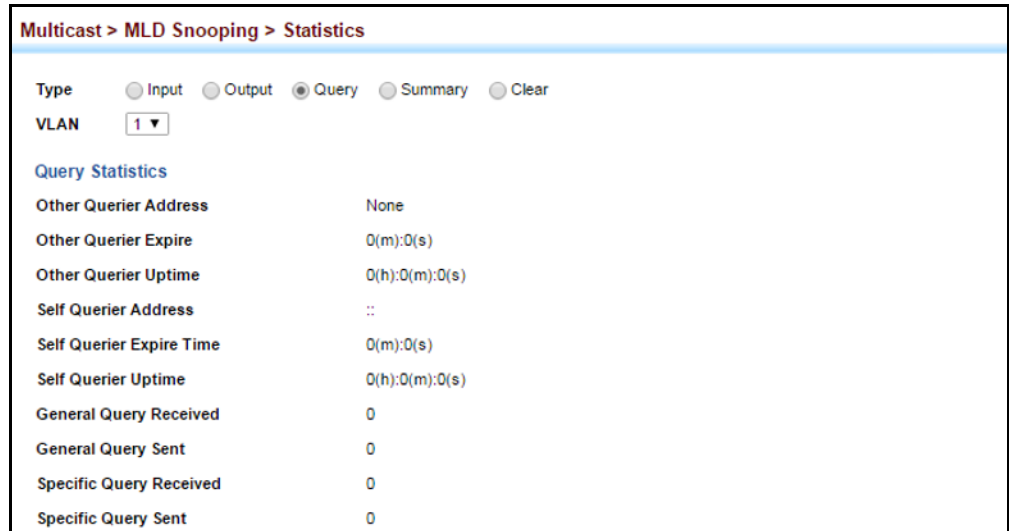 Multicast > MLD Snooping > Statistics
Type Input Output Query Summary Clear
VLAN 1
Query Statistics
Other Querier Address None
Other Querier Expire 0(m):0(s)
Other Querier Uptime 0(h):0(m):0(s)
Self Querier Address ::
Self Querier Expire Time 0(m):0(s)
Self Querier Uptime 0(h):0(m):0(s)
General Query Received 0
General Query Sent 0
Specific Query Received 0
Specific Query Sent 0